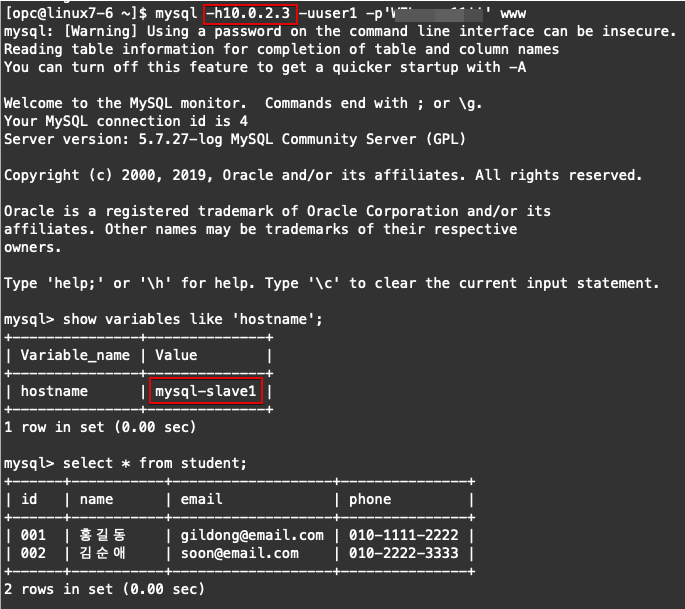 [opc@linux7-6 ~]$ mysql -h10.0.2.3 -uuser1 -p' ' www
mysql: [Warning] Using a password on the command line interface can be insecure.
Reading table information for completion of table and column names
You can turn off this feature to get a quicker startup with -A
Welcome to the MySQL monitor.  Commands end with ; or \g.
Your MySQL connection id is 4
Server version: 5.7.27-log MySQL Community Server (GPL)
Copyright (c) 2000, 2019, Oracle and/or its affiliates. All rights reserved.
Oracle is a registered trademark of Oracle Corporation and/or its
affiliates. Other names may be trademarks of their respective
owners.
Type 'help;' or '\h' for help. Type '\c' to clear the current input statement.
mysql> show variables like 'hostname';
+---------------+--------------+
| Variable_name | Value        |
+---------------+--------------+
| hostname      | mysql-slave1 |
+---------------+--------------+
1 row in set (0.00 sec)
mysql> select * from student;
+------+-----------+-------------------+---------------+
| id   | name      | email             | phone         |
+------+-----------+-------------------+---------------+
| 001  | 홍길동 | gildong@email.com | 010-1111-2222 |
| 002  | 김순애 | soon@email.com    | 010-2222-3333 |
+------+-----------+-------------------+---------------+
2 rows in set (0.00 sec)